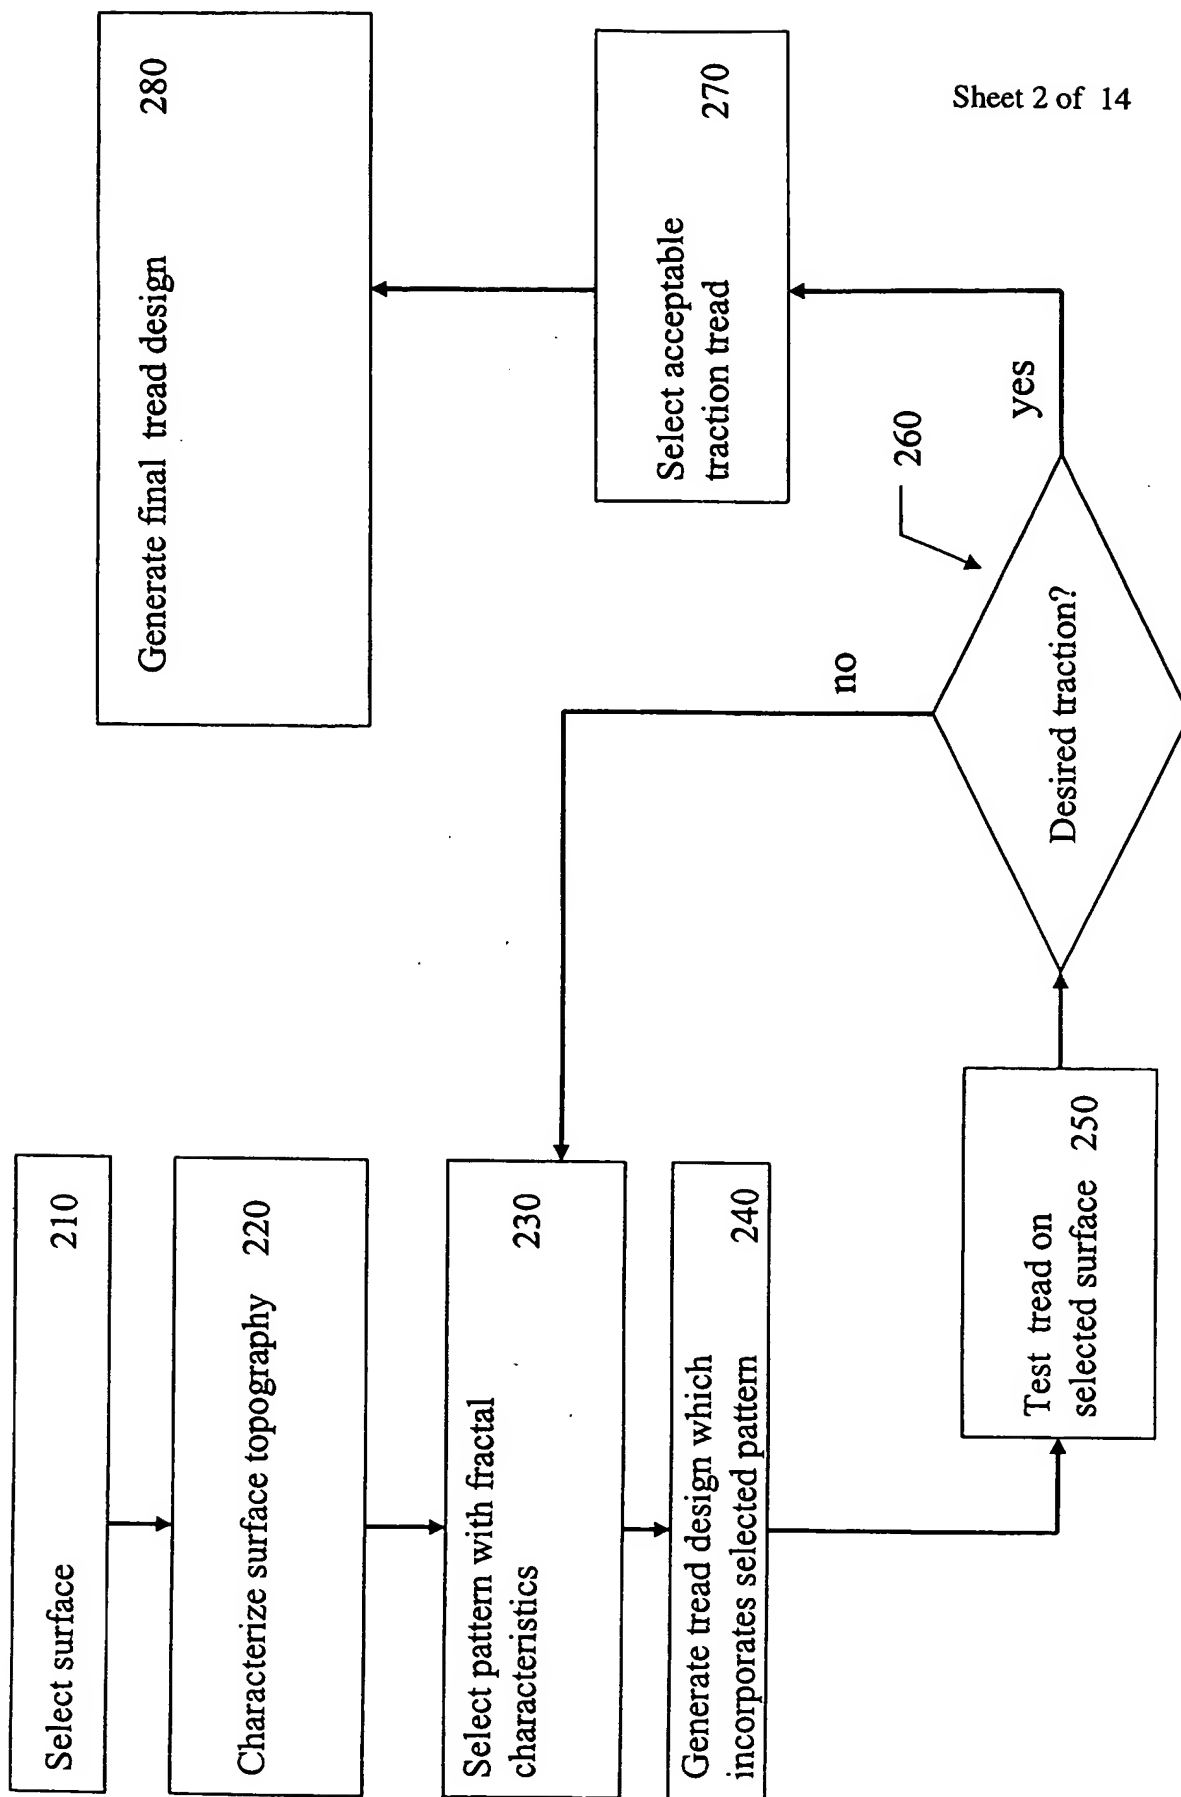 Sheet 2 of 14
Select surface 210
Characterize surface topography 220
Select pattern with fractal
characteristics 230
Generate tread design which
incorporates selected pattern 240
Test tread on
selected surface 250
Desired traction?
260
no
yes
Select acceptable
traction tread 270
Generate final tread design 280